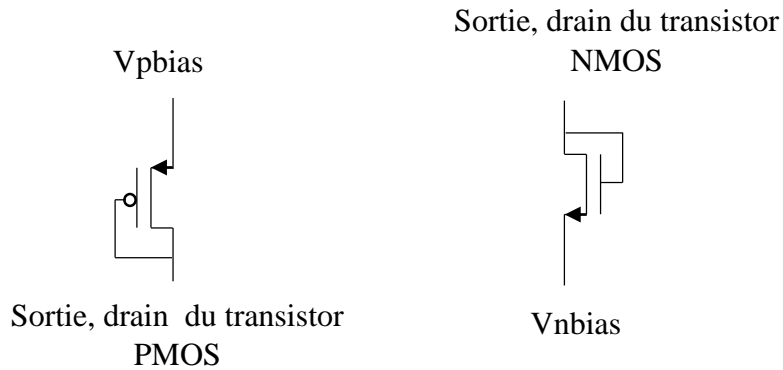 Sortie, drain du transistor
NMOS
Vpbias
Sortie, drain du transistor
PMOS
Vnbias